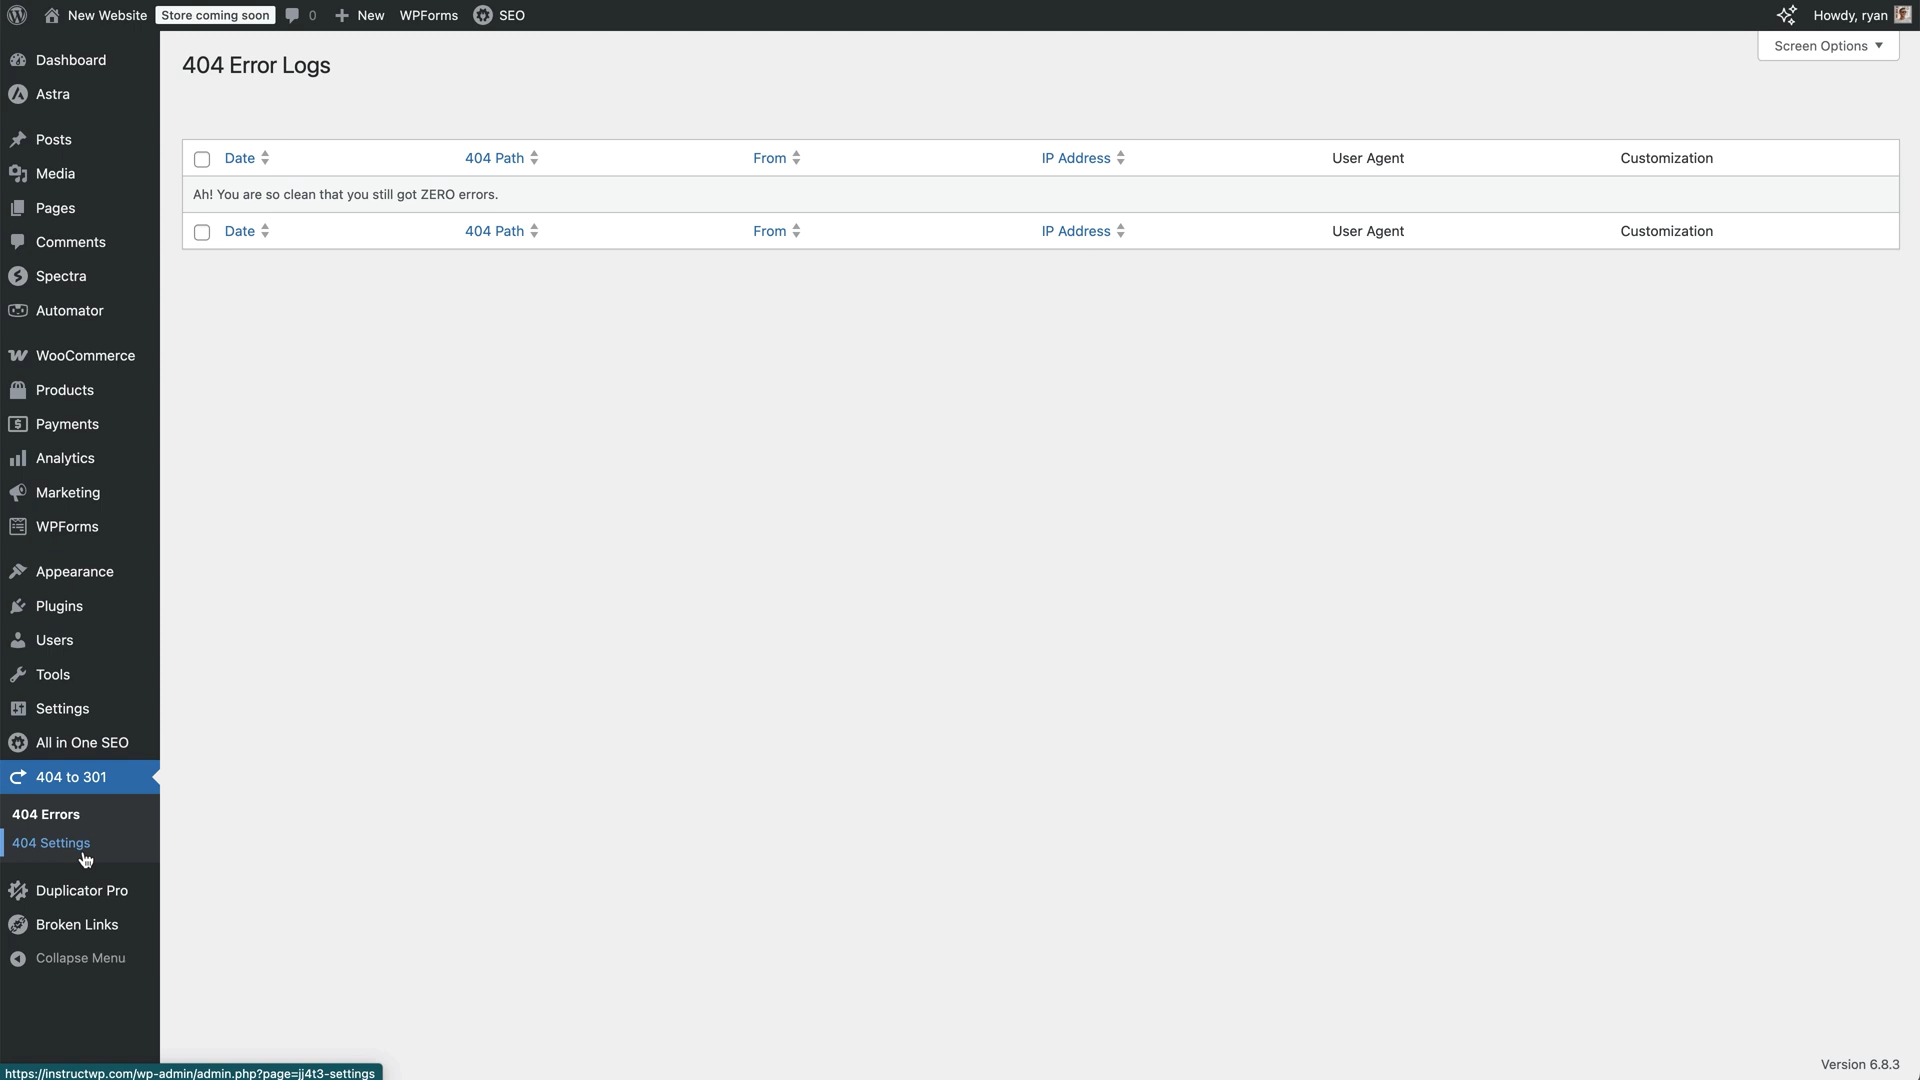 New Website Store coming soon 0 New WPForms SEO Howdy, ryan
Screen Options
Dashboard
Astra
Posts
Media
Pages
Comments
Spectra
Automator
WooCommerce
Products
Payments
Analytics
Marketing
WPForms
Appearance
Plugins
Users
Tools
Settings
All in One SEO
404 to 301
404 Errors
404 Settings
Duplicator Pro
Broken Links
Collapse Menu
404 Error Logs
Date 404 Path From IP Address User Agent Customization
Ah! You are so clean that you still got ZERO errors.
Date 404 Path From IP Address User Agent Customization
Version 6.8.3
https://instructwp.com/wp-admin/admin.php?page=jj4t3-settings